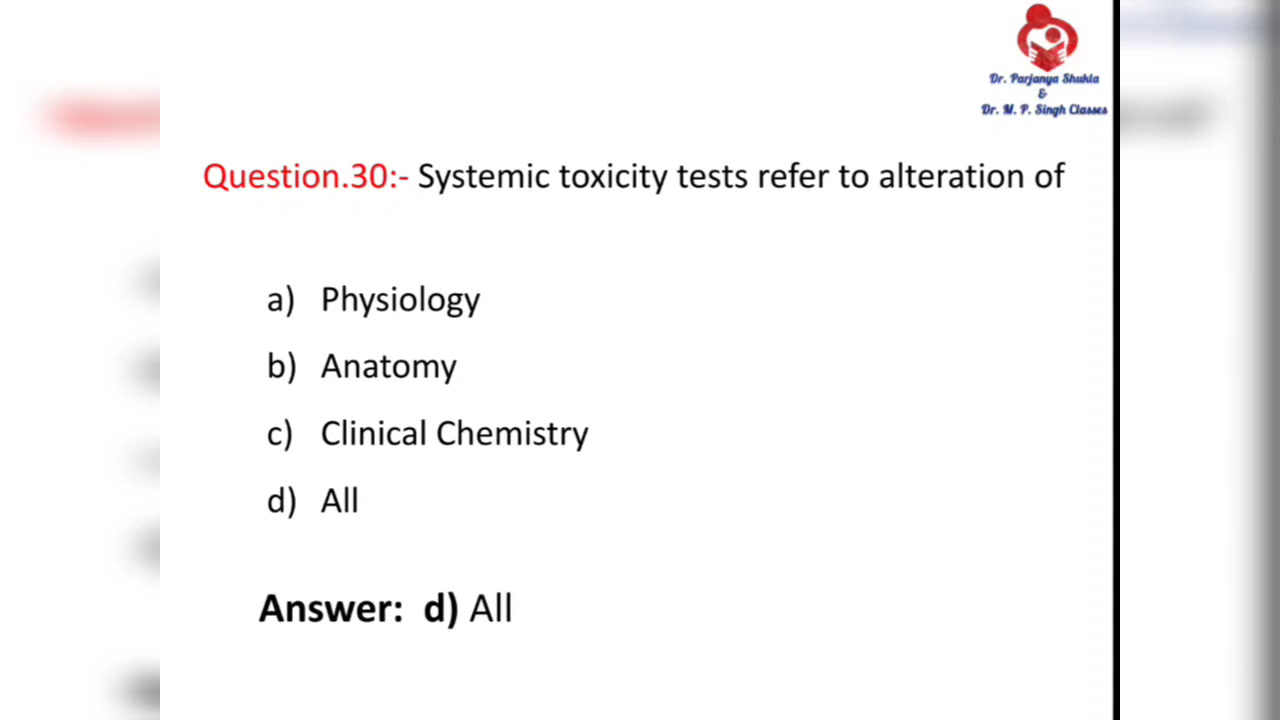 Dr. Parjanya Shukla
&
Dr. M. P. Singh Classes
Question.30:- Systemic toxicity tests refer to alteration of
a) Physiology
b) Anatomy
c) Clinical Chemistry
d) All
Answer: d) All